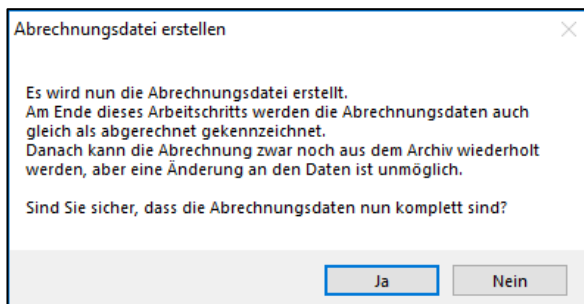 Abrechnungsdatei erstellen
Es wird nun die Abrechnungsdatei erstellt.
Am Ende dieses Arbeitschritts werden die Abrechnungsdaten auch
gleich als abgerechnet gekennzeichnet.
Danach kann die Abrechnung zwar noch aus dem Archiv wiederholt
werden, aber eine Änderung an den Daten ist unmöglich.
Sind Sie sicher, dass die Abrechnungsdaten nun komplett sind?
Ja
Nein